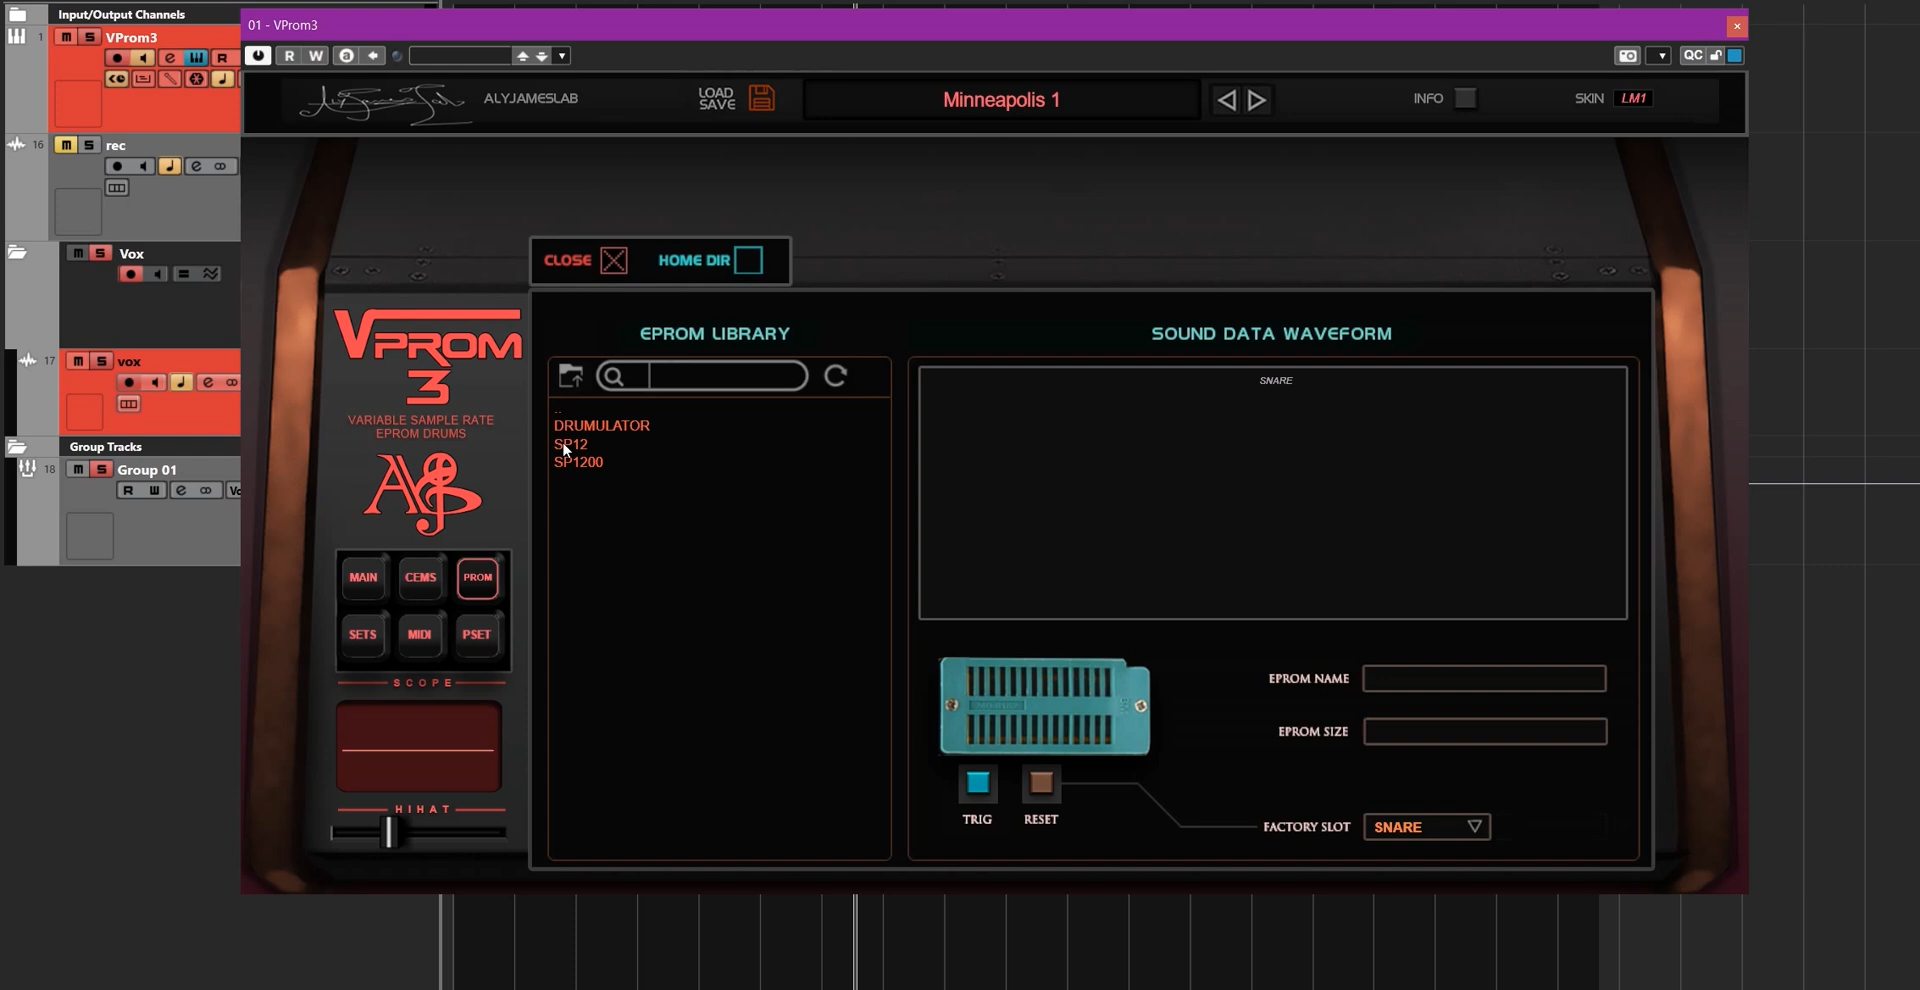 Input/Output Channels
01 - VProm3
1 m S VProm3
R W a QC
e R
AlyJamesLab ALYJAMESLAB
LOAD
SAVE
Minneapolis 1
INFO
SKIN LM1
16 m S rec
e
m S Vox
CLOSE HOME DIR
VPROM
3
VARIABLE SAMPLE RATE
EPROM DRUMS
EPROM LIBRARY
SOUND DATA WAVEFORM
17 m S vox
e
..
DRUMULATOR
SP12
SP1200
SNARE
Group Tracks
18 m S Group 01
R W e Vo
MAIN CEMS PROM
SETS MIDI PSET
SCOPE
HIHAT
EPROM NAME
EPROM SIZE
TRIG RESET
FACTORY SLOT SNARE